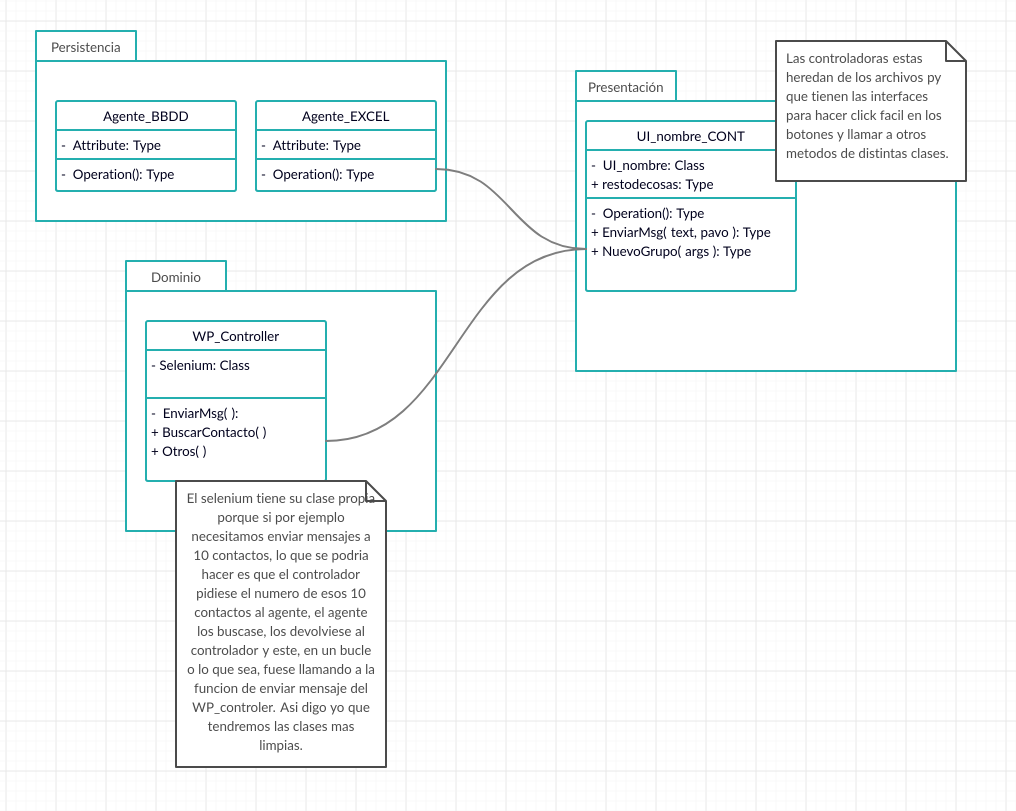 Persistencia
Agente_BBDD
- Attribute: Type
- Operation(): Type
Agente_EXCEL
- Attribute: Type
- Operation(): Type
Presentación
UI_nombre_CONT
- UI_nombre: Class
+ restodecosas: Type
- Operation(): Type
+ EnviarMsg( text, pavo ): Type
+ NuevoGrupo( args ): Type
Las controladoras estas
heredan de los archivos py
que tienen las interfaces
para hacer click facil en los
botones y llamar a otros
metodos de distintas clases.
Dominio
WP_Controller
- Selenium: Class
- EnviarMsg( ):
+ BuscarContacto( )
+ Otros( )
El selenium tiene su clase propia
porque si por ejemplo
necesitamos enviar mensajes a
10 contactos, lo que se podria
hacer es que el controlador
pidiese el numero de esos 10
contactos al agente, el agente
los buscase, los devolviese al
controlador y este, en un bucle
o lo que sea, fuese llamando a la
funcion de enviar mensaje del
WP_controler. Asi digo yo que
tendremos las clases mas
limpias.